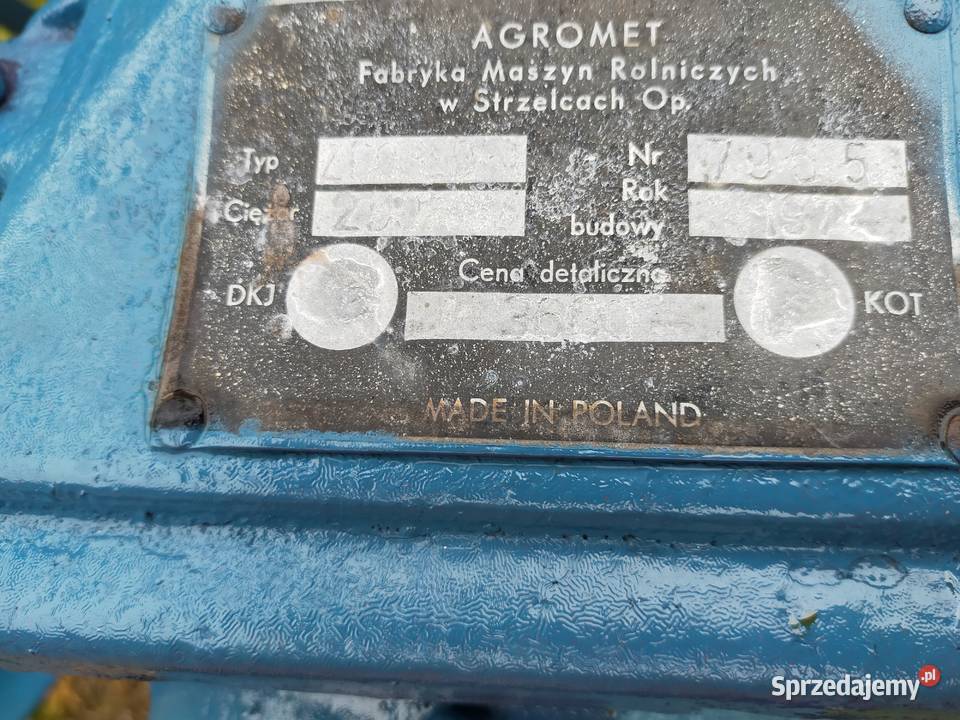 AGROMET
Fabryka Maszyn Rolniczych
w Strzelcach Op.
Typ
Nr
Ciężar
Rok
budowy
DKJ
Cena detaliczna
KOT
MADE IN POLAND
Sprzedajemy.pl